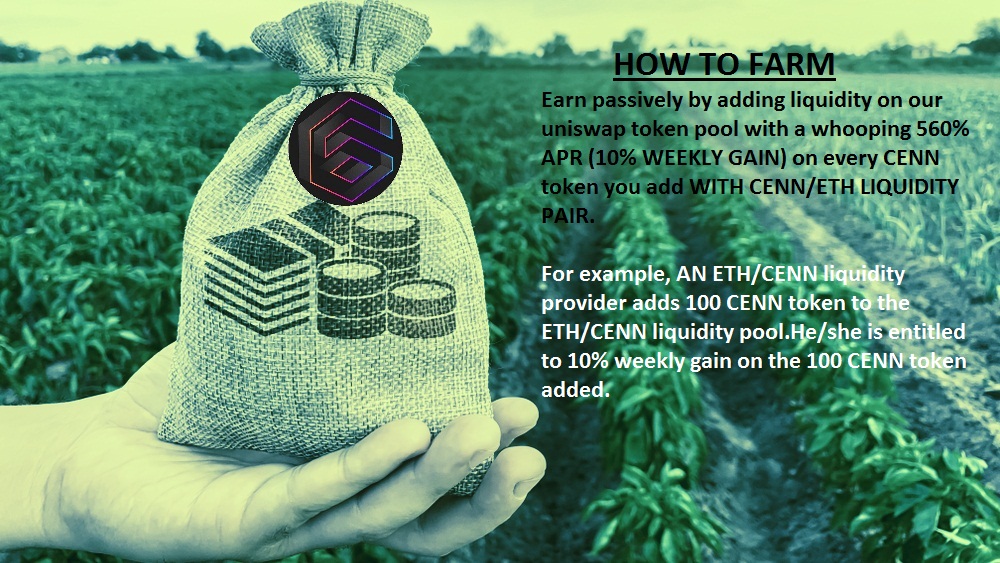 HOW TO FARM
Earn passively by adding liquidity on our
uniswap token pool with a whooping 560%
APR (10% WEEKLY GAIN) on every CENN
token you add WITH CENN/ETH LIQUIDITY
PAIR.
For example, AN ETH/CENN liquidity
provider adds 100 CENN token to the
ETH/CENN liquidity pool.He/she is entitled
to 10% weekly gain on the 100 CENN token
added.